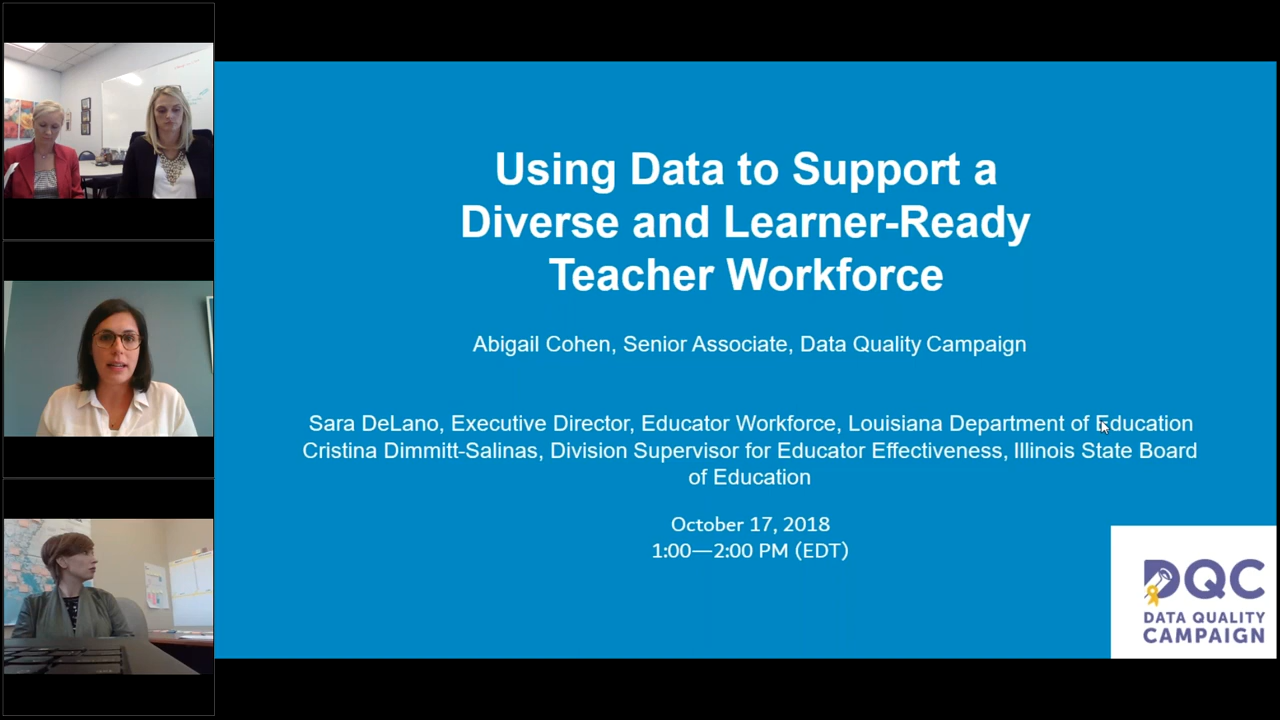 Using Data to Support a
Diverse and Learner-Ready
Teacher Workforce
Abigail Cohen, Senior Associate, Data Quality Campaign
Sara DeLano, Executive Director, Educator Workforce, Louisiana Department of Education
Cristina Dimmitt-Salinas, Division Supervisor for Educator Effectiveness, Illinois State Board
of Education
October 17, 2018
1:00—2:00 PM (EDT)
DQC
DATA QUALITY
CAMPAIGN